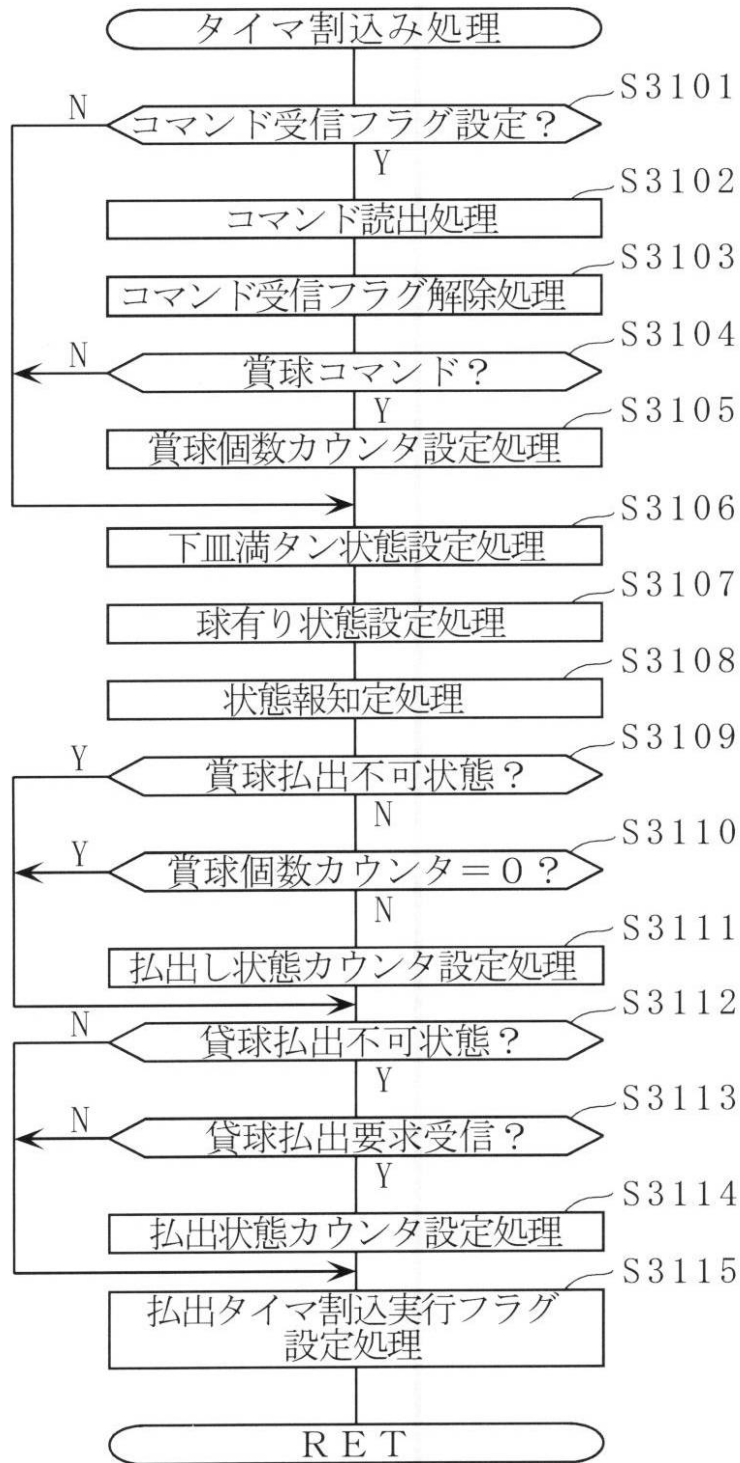 タイマ割込み処理
S3101
N
コマンド受信フラグ設定?
Y
S3102
コマンド読出処理
S3103
コマンド受信フラグ解除処理
S3104
N
賞球コマンド?
Y
S3105
賞球個数カウンタ設定処理
S3106
下皿満タン状態設定処理
S3107
球有り状態設定処理
S3108
状態報知定処理
S3109
Y
賞球払出不可状態?
N
S3110
Y
賞球個数カウンタ=0?
N
S3111
払出し状態カウンタ設定処理
S3112
N
貸球払出不可状態?
Y
S3113
N
貸球払出要求受信?
Y
S3114
払出状態カウンタ設定処理
S3115
払出タイマ割込実行フラグ
設定処理
RET